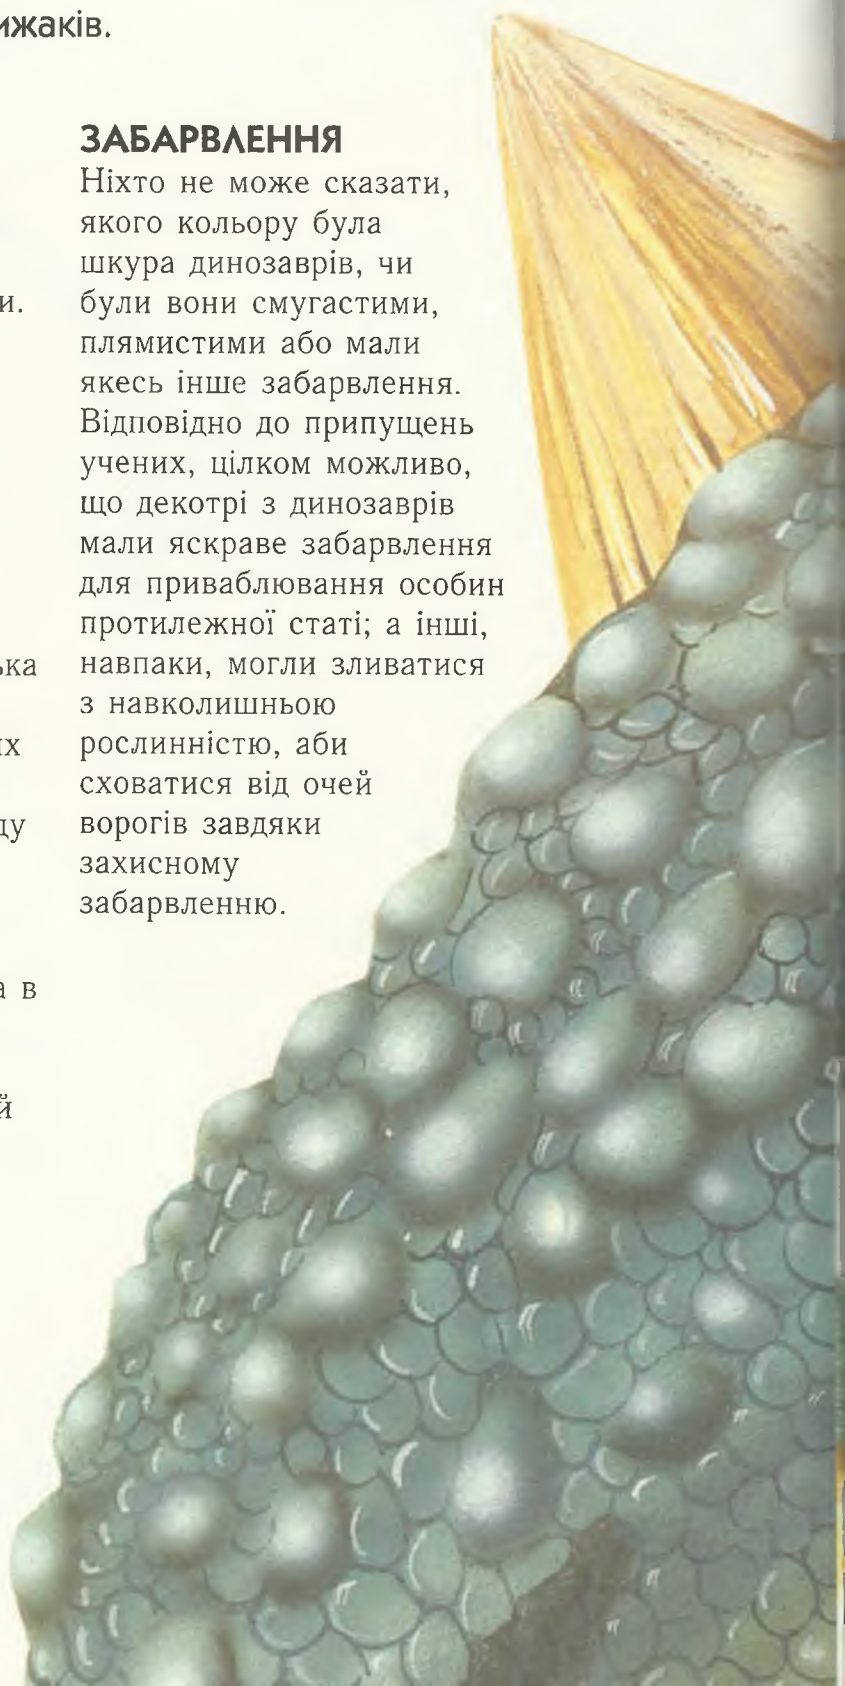 ЗАБАРВЛЕННЯ
Ніхто не може сказати,
якого кольору була
шкура динозаврів, чи
були вони смугастими,
плямистими або мали
якесь інше забарвлення.
Відповідно до припущень
учених, цілком можливо,
що декотрі з динозаврів
мали яскраве забарвлення
для приваблювання особин
протилежної статі; а інші,
навпаки, могли зливатися
з навколишньою
рослинністю, аби
сховатися від очей
ворогів завдяки
захисному
забарвленню.
в